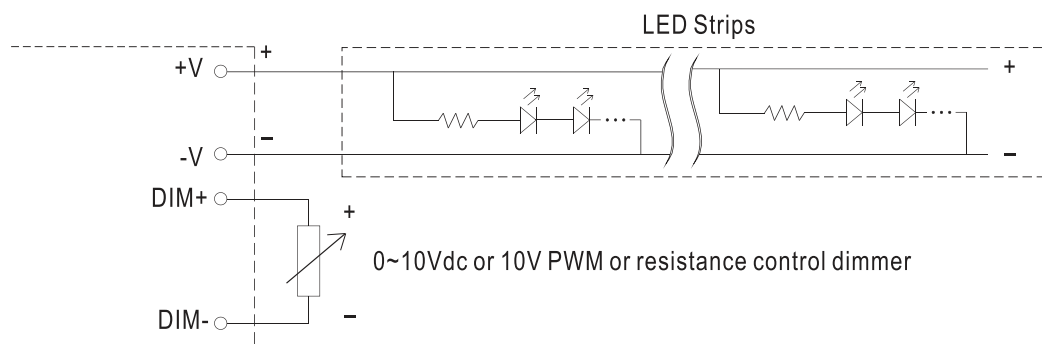 LED Strips
+
+V
+
-
-V
-
DIM+
+
0~10Vdc or 10V PWM or resistance control dimmer
DIM-
-